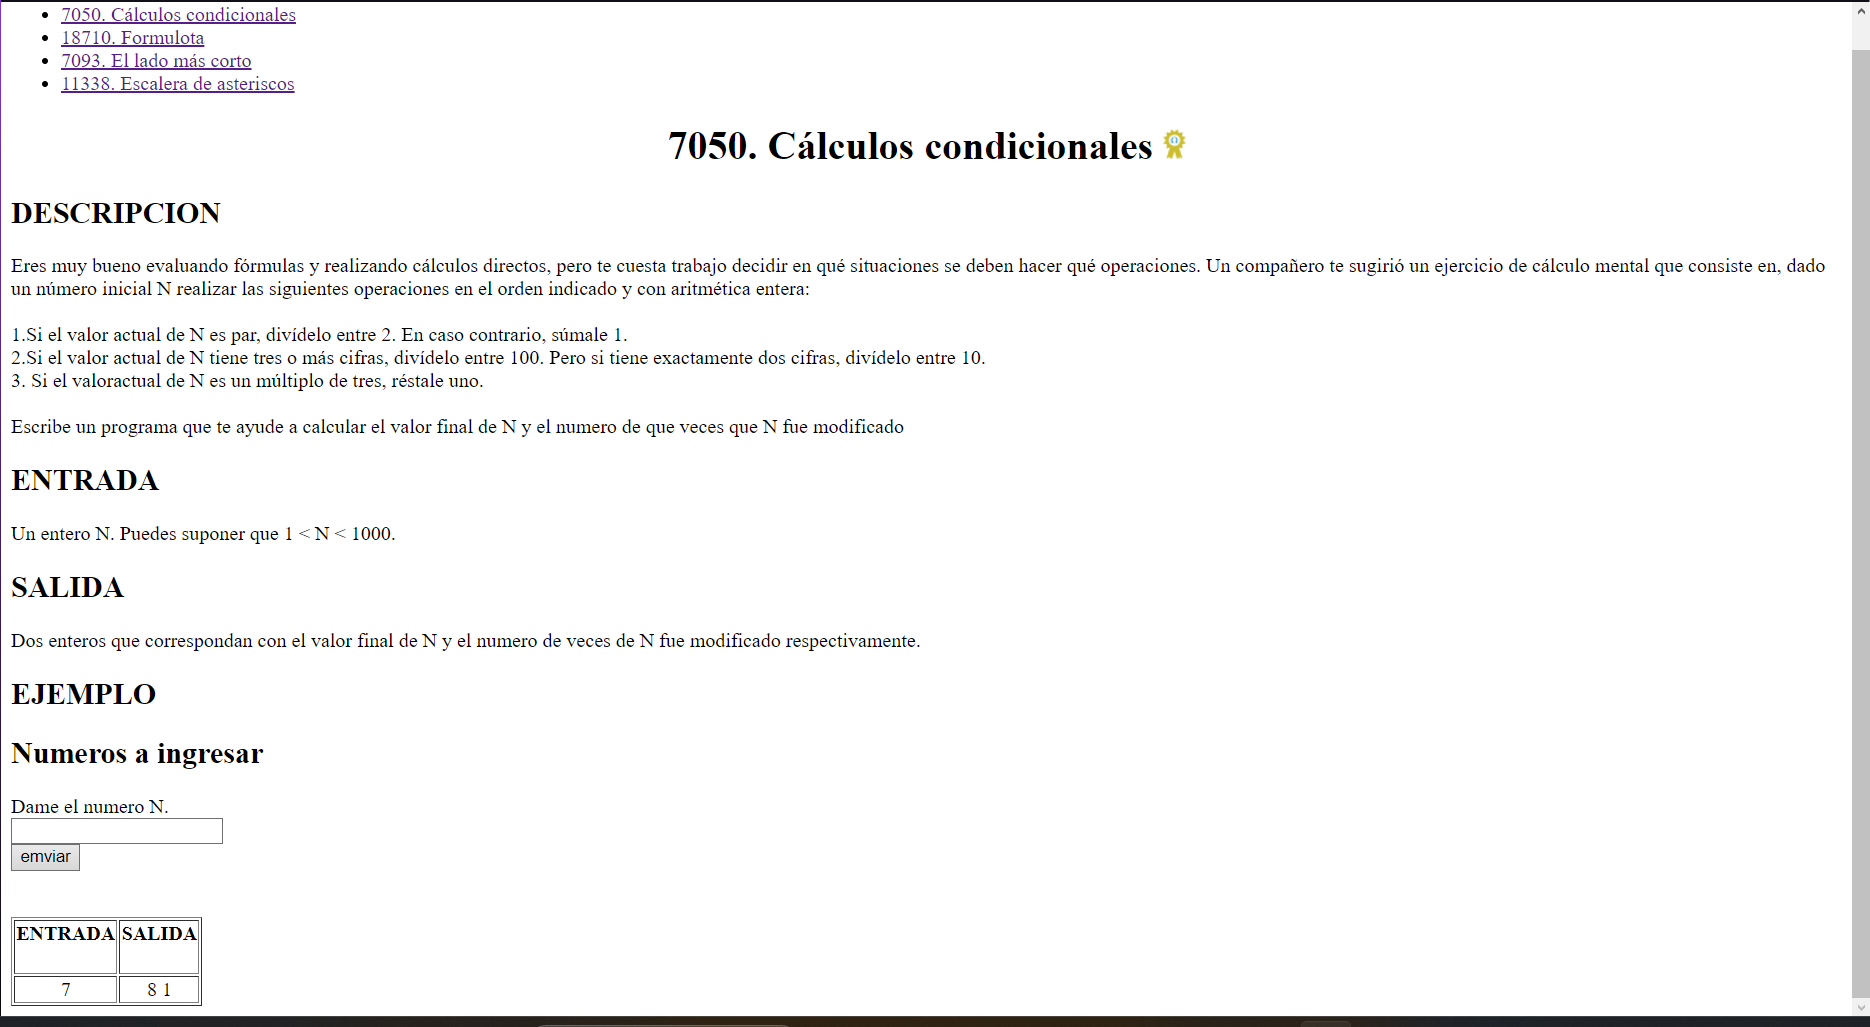 7050. Cálculos condicionales
18710. Formulota
7093. El lado más corto
11338. Escalera de asteriscos
7050. Cálculos condicionales
DESCRIPCION
Eres muy bueno evaluando fórmulas y realizando cálculos directos, pero te cuesta trabajo decidir en qué situaciones se deben hacer qué operaciones. Un compañero te sugirió un ejercicio de cálculo mental que consiste en, dado
un número inicial N realizar las siguientes operaciones en el orden indicado y con aritmética entera:
1.Si el valor actual de N es par, divídelo entre 2. En caso contrario, súmale 1.
2.Si el valor actual de N tiene tres o más cifras, divídelo entre 100. Pero si tiene exactamente dos cifras, divídelo entre 10.
3. Si el valoractual de N es un múltiplo de tres, réstale uno.
Escribe un programa que te ayude a calcular el valor final de N y el numero de que veces que N fue modificado
ENTRADA
Un entero N. Puedes suponer que 1 < N < 1000.
SALIDA
Dos enteros que correspondan con el valor final de N y el numero de veces de N fue modificado respectivamente.
EJEMPLO
Numeros a ingresar
Dame el numero N.
emviar
ENTRADA SALIDA
7 8 1